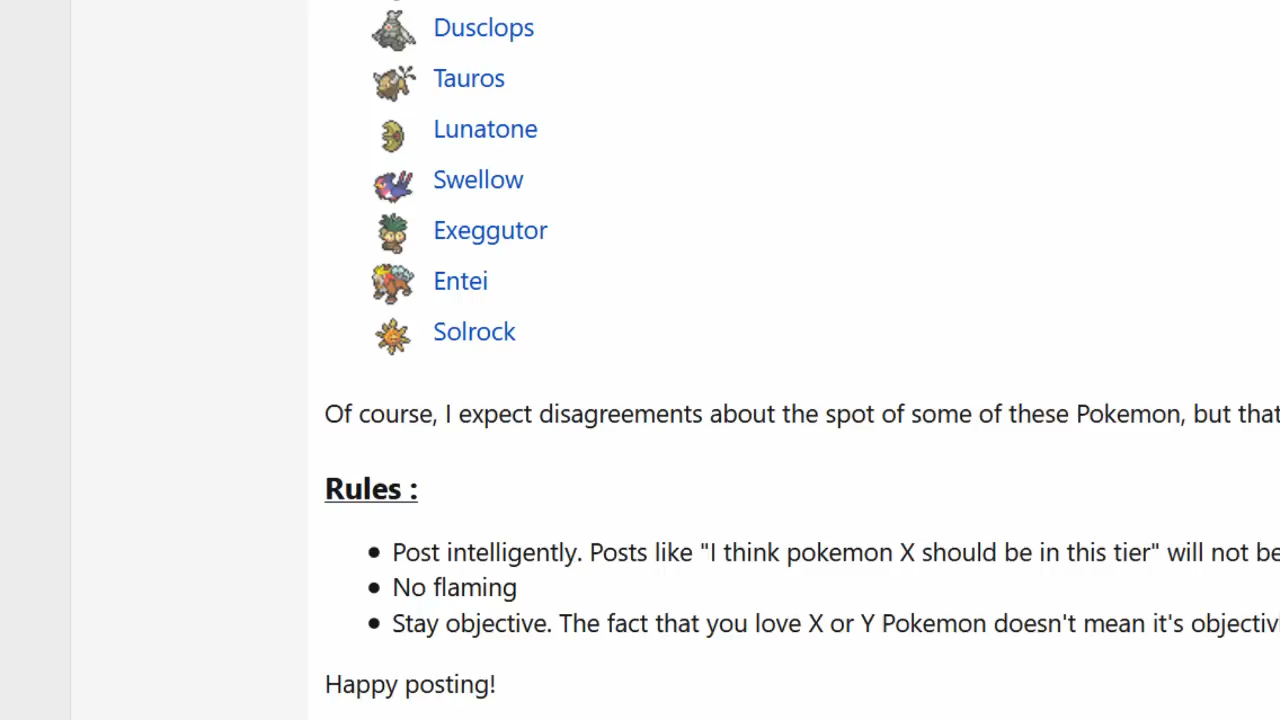 Dusclops
Tauros
Lunatone
Swellow
Exeggutor
Entei
Solrock
Of course, I expect disagreements about the spot of some of these Pokemon, but that
Rules :
Post intelligently. Posts like "I think pokemon X should be in this tier" will not be
No flaming
Stay objective. The fact that you love X or Y Pokemon doesn't mean it's objectiv
Happy posting!